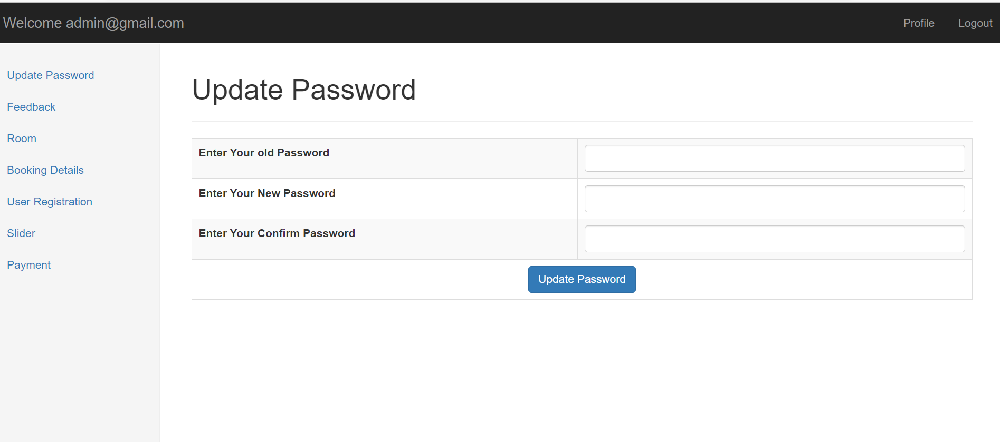 Welcome admin@gmail.com
Profile
Logout
Update Password
Feedback
Room
Booking Details
User Registration
Slider
Payment
Update Password
Enter Your old Password
Enter Your New Password
Enter Your Confirm Password
Update Password